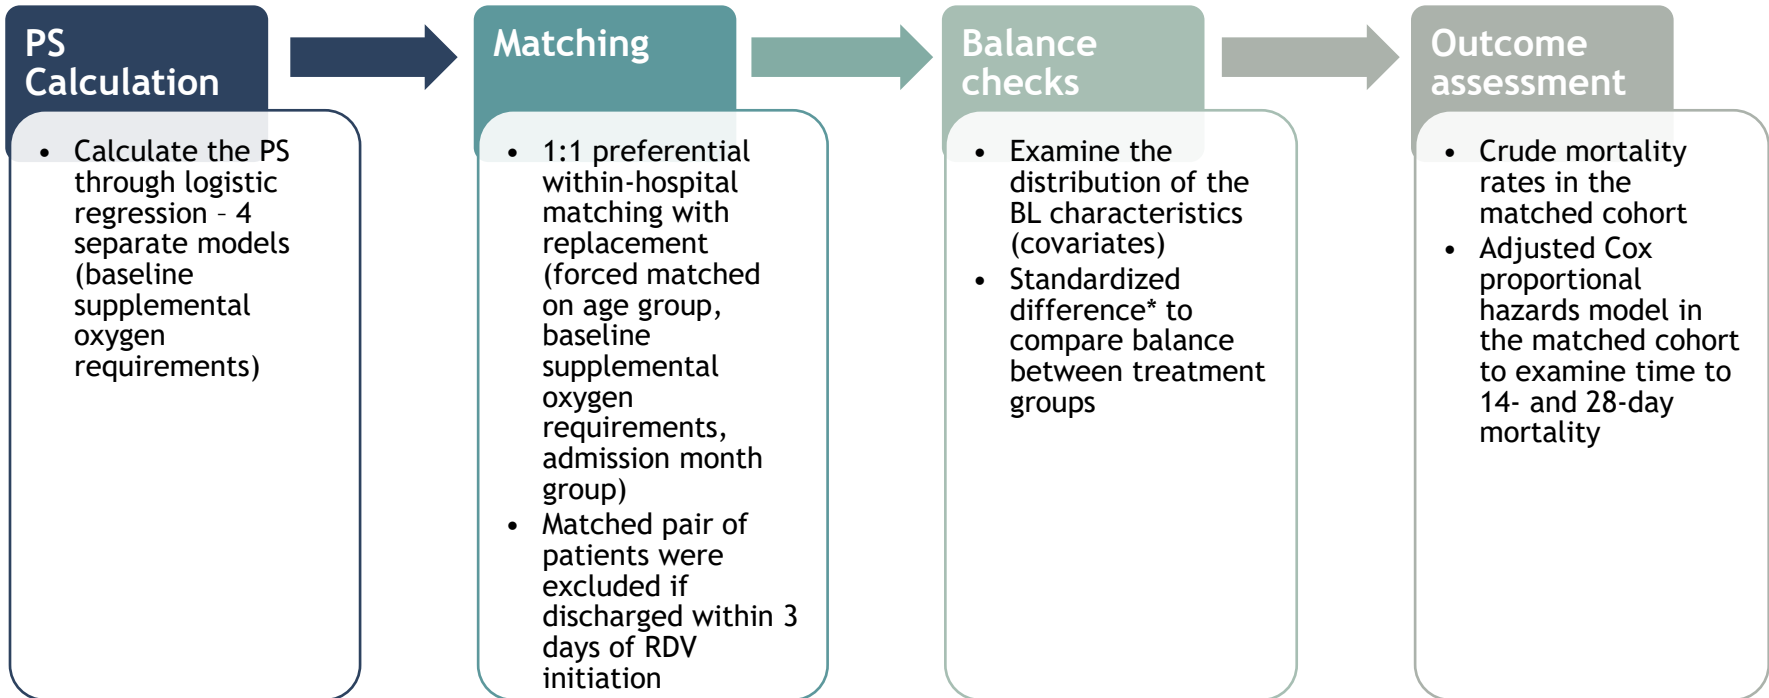 PS
Calculation
• Calculate the PS
through logistic
regression – 4
separate models
(baseline
supplemental
oxygen
requirements)
Matching
• 1:1 preferential
within-hospital
matching with
replacement
(forced matched
on age group,
baseline
supplemental
oxygen
requirements,
admission month
group)
• Matched pair of
patients were
excluded if
discharged within 3
days of RDV
initiation
Balance
checks
• Examine the
distribution of the
BL characteristics
(covariates)
• Standardized
difference* to
compare balance
between treatment
groups
Outcome
assessment
• Crude mortality
rates in the
matched cohort
• Adjusted Cox
proportional
hazards model in
the matched cohort
to examine time to
14- and 28-day
mortality